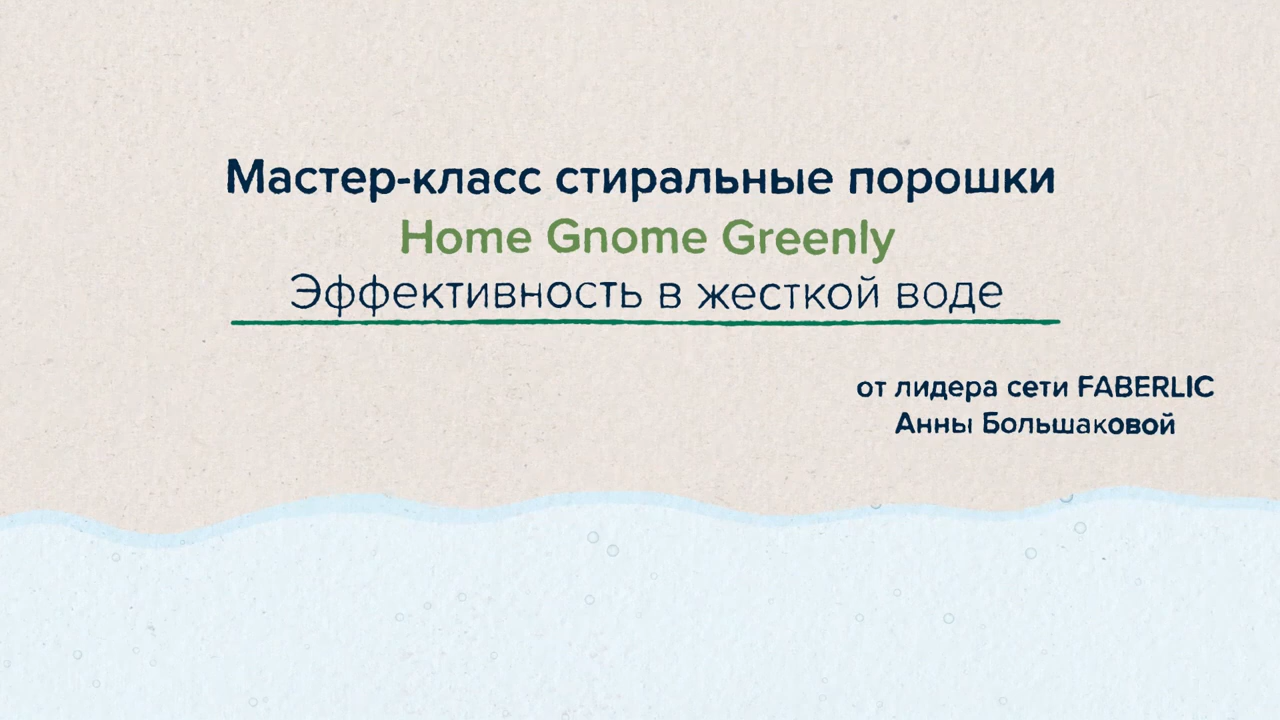 Мастер-класс стиральные порошки
Home Gnome Greenly
Эффективность в жесткой воде
от лидера сети FABERLIC
Анны Большаковой